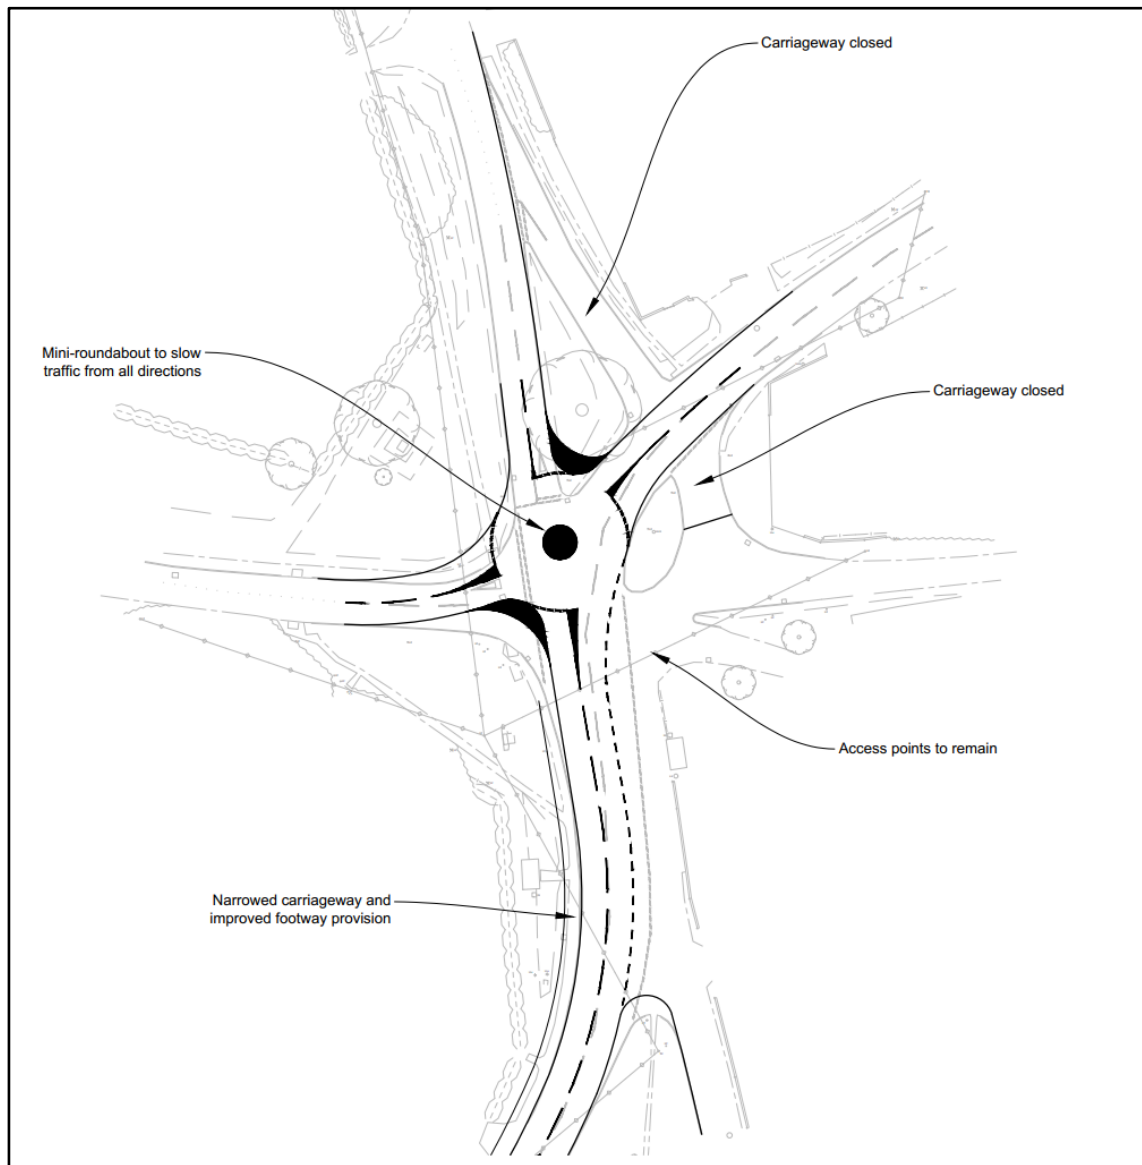 Carriageway closed
Mini-roundabout to slow
traffic from all directions
Carriageway closed
Access points to remain
Narrowed carriageway and
improved footway provision